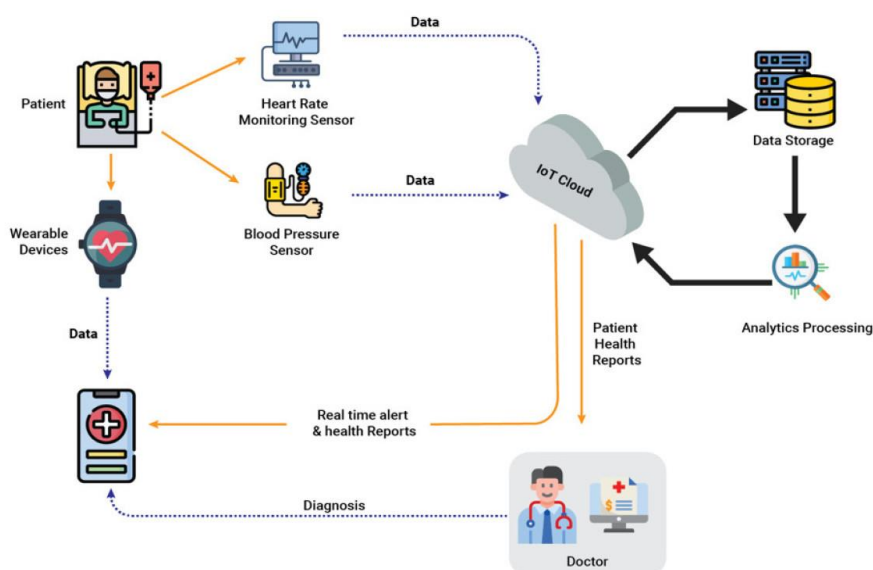 Data
Patient
Heart Rate
Monitoring Sensor
Data Storage
IoT Cloud
Data
Wearable
Devices
Blood Pressure
Sensor
Data
Patient
Health
Reports
Analytics Processing
Real time alert
& health Reports
Diagnosis
Doctor